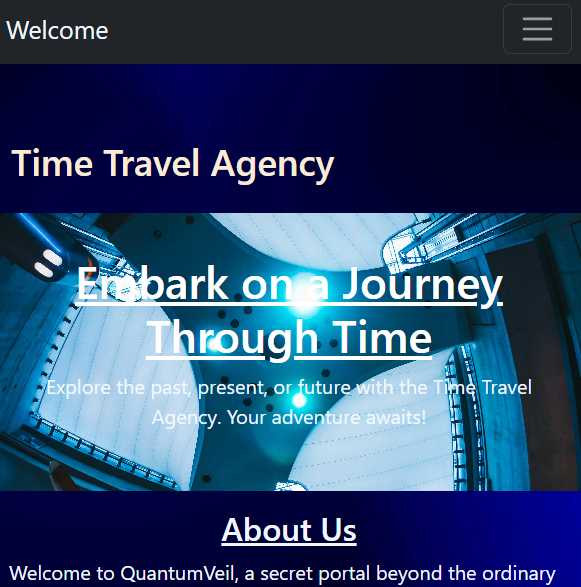 Welcome
Time Travel Agency
Embark on a Journey
Through Time
Explore the past, present, or future with the Time Travel
Agency. Your adventure awaits!
About Us
Welcome to QuantumVeil, a secret portal beyond the ordinary